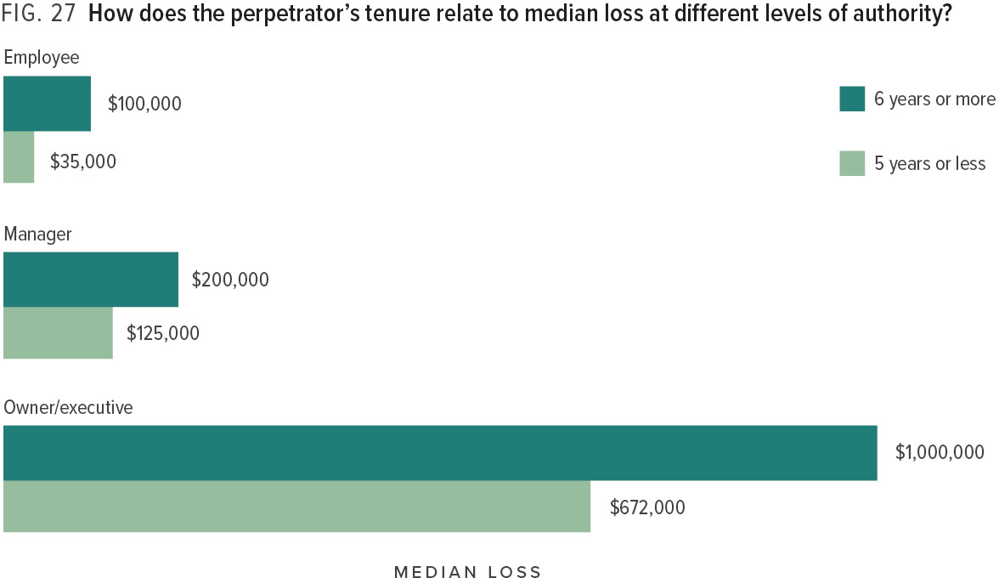 FIG. 27 How does the perpetrator’s tenure relate to median loss at different levels of authority?
Employee
$100,000
$35,000
6 years or more
5 years or less
Manager
$200,000
$125,000
Owner/executive
$1,000,000
$672,000
MEDIAN LOSS